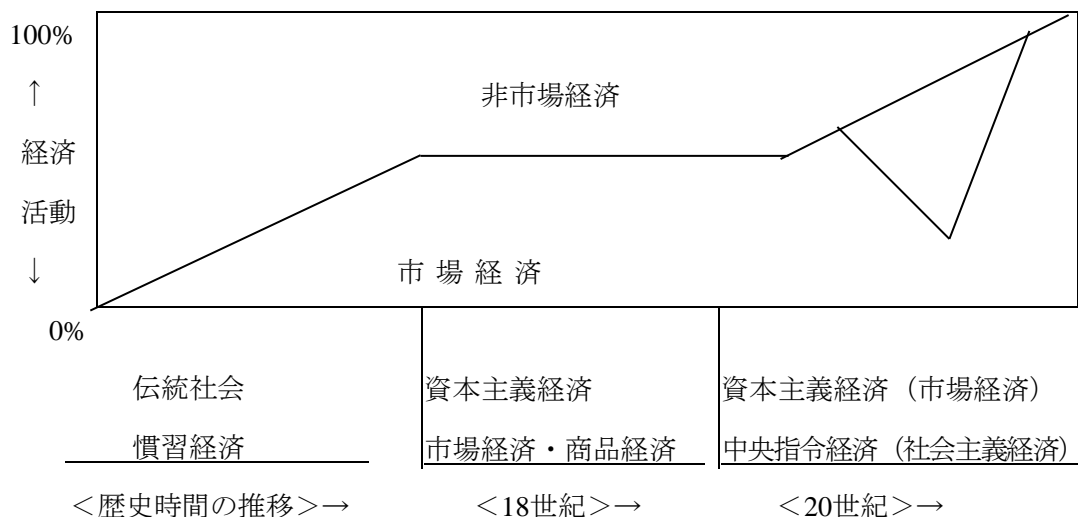 100%
↑
経済
活動
↓
0%
非市場経済
市場経済
伝統社会
慣習経済
資本主義経済
市場経済・商品経済
資本主義経済（市場経済）
中央指令経済（社会主義経済）
＜歴史時間の推移＞→
＜18世紀＞→
＜20世紀＞→